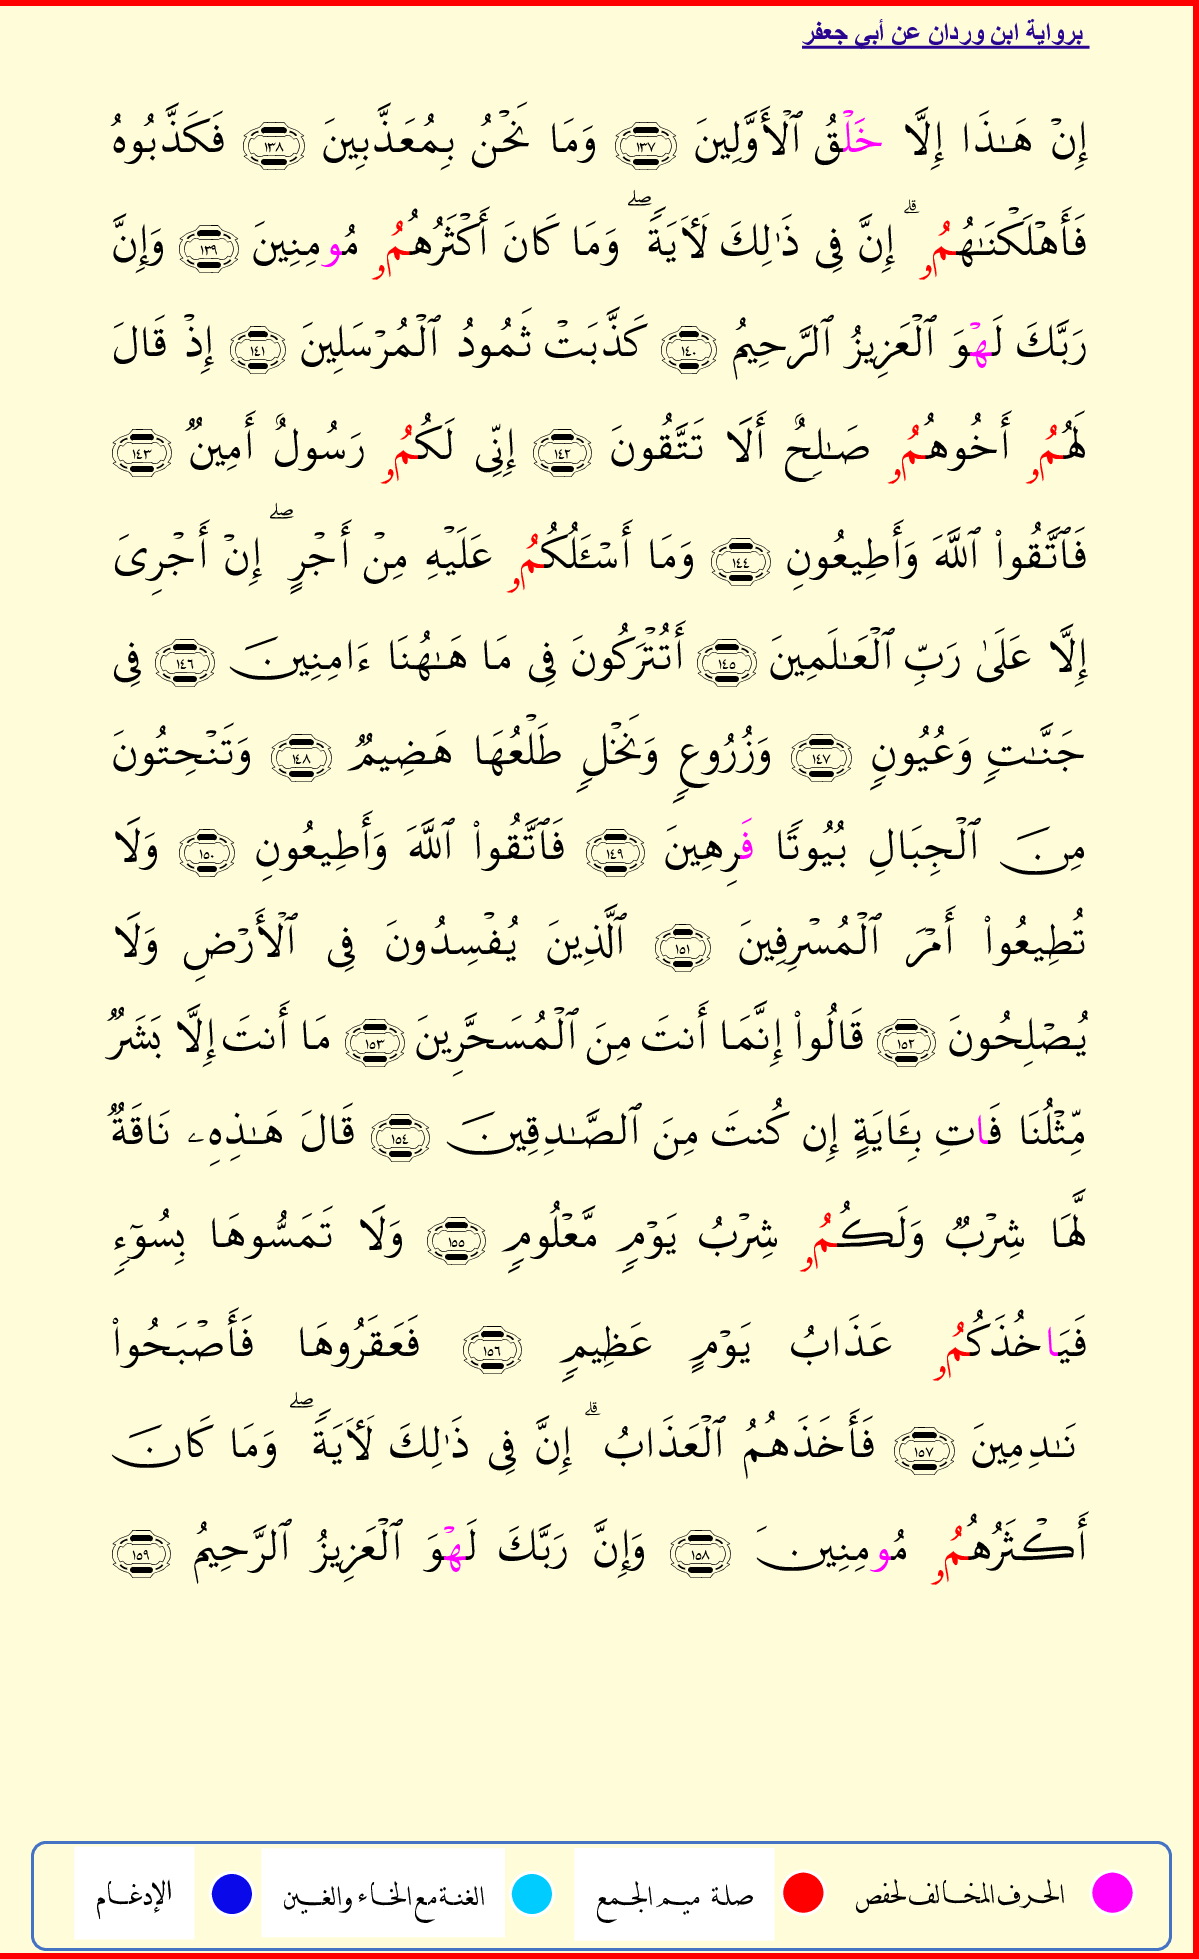 برواية ابن وردان عن أبي جعفر
إِنْ هَـٰذَا إِلَّا خَلْقُ ٱلْأَوَّلِينَ ١٣٧ وَمَا نَحْنُ بِمُعَذَّبِينَ ١٣٨ فَكَذَّبُوهُ
فَأَهْلَكْنَـٰهُمُۥ ۗ إِنَّ فِى ذَٰلِكَ لَأٓيَةً ۖ وَمَا كَانَ أَكْثَرُهُمُۥ مُومِنِينَ ١٣٩ وَإِنَّ
رَبَّكَ لَهْوَ ٱلْعَزِيزُ ٱلرَّحِيمُ ١٤٠ كَذَّبَتْ ثَمُودُ ٱلْمُرْسَلِينَ ١٤١ إِذْ قَالَ
لَهُمُۥ أَخُوهُمُۥ صَـٰلِحٌ أَلَا تَتَّقُونَ ١٤٢ إِنِّى لَكُمُۥ رَسُولٌ أَمِينٌ ١٤٣
فَٱتَّقُوا۟ ٱللَّهَ وَأَطِيعُونِ ١٤٤ وَمَا أَسْـَٔلُكُمُۥ عَلَيْهِ مِنْ أَجْرٍ ۖ إِنْ أَجْرِىَ
إِلَّا عَلَىٰ رَبِّ ٱلْعَـٰلَمِينَ ١٤٥ أَتُتْرَكُونَ فِى مَا هَـٰهُنَا ءَامِنِينَ ١٤٦ فِى
جَنَّـٰتٍ وَعُيُونٍ ١٤٧ وَزُرُوعٍ وَنَخْلٍ طَلْعُهَا هَضِيمٌ ١٤٨ وَتَنْحِتُونَ
مِنَ ٱلْجِبَالِ بُيُوتًا فَرِهِينَ ١٤٩ فَٱتَّقُوا۟ ٱللَّهَ وَأَطِيعُونِ ١٥٠ وَلَا
تُطِيعُوا۟ أَمْرَ ٱلْمُسْرِفِينَ ١٥١ ٱلَّذِينَ يُفْسِدُونَ فِى ٱلْأَرْضِ وَلَا
يُصْلِحُونَ ١٥٢ قَالُوا۟ إِنَّمَا أَنتَ مِنَ ٱلْمُسَحَّرِينَ ١٥٣ مَا أَنتَ إِلَّا بَشَرٌ
مِّثْلُنَا فَاتِ بِـَٔايَةٍ إِن كُنتَ مِنَ ٱلصَّـٰدِقِينَ ١٥٤ قَالَ هَـٰذِهِۦ نَاقَةٌ
لَّهَا شِرْبٌ وَلَكُمُۥ شِرْبُ يَوْمٍ مَّعْلُومٍ ١٥٥ وَلَا تَمَسُّوهَا بِسُوٓءٍ
فَيَاخُذَكُمُۥ عَذَابُ يَوْمٍ عَظِيمٍ ١٥٦ فَعَقَرُوهَا فَأَصْبَحُوا۟
نَـٰدِمِينَ ١٥٧ فَأَخَذَهُمُ ٱلْعَذَابُ ۗ إِنَّ فِى ذَٰلِكَ لَأٓيَةً ۖ وَمَا كَانَ
أَكْثَرُهُمُۥ مُومِنِينَ ١٥٨ وَإِنَّ رَبَّكَ لَهْوَ ٱلْعَزِيزُ ٱلرَّحِيمُ ١٥٩
الحرف المخالف لحفص صلة ميم الجمع الغنة مع الخاء والغين الإدغام